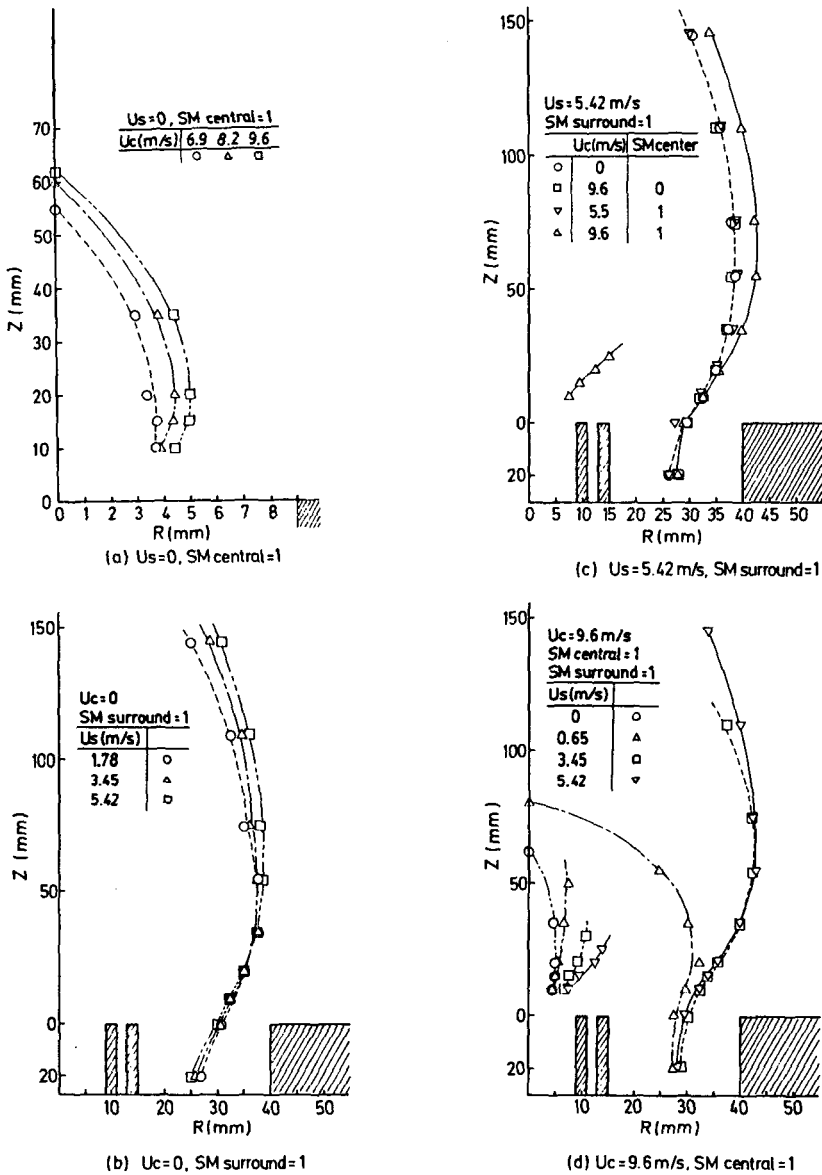 80
70
60
50
40
30
20
10
0
Z (mm)
Us=0, SM central=1
Uc(m/s) 6.9 8.2 9.6
0 1 2 3 4 5 6 7 8
R (mm)
(a) Us=0, SM central=1
150
100
50
0
20
Z (mm)
Uc=0
SM surround=1
Us(m/s)
1.78
3.45
5.42
10 20 30 40 50
R(mm)
(b) Uc=0, SM surround=1
150
100
50
0
20
Z (mm)
Us=5.42 m/s
SM surround=1
Uc(m/s) SMcenter
0
9.6 0
5.5 1
9.6 1
0 5 10 15 20 25 30 35 40 45 50
R (mm)
(c) Us=5.42 m/s, SM surround=1
150
100
50
0
20
Z (mm)
Uc=9.6 m/s
SM central=1
SM surround=1
Us(m/s)
0
0.65
3.45
5.42
0 10 20 30 40 50
R(mm)
(d) Uc=9.6 m/s, SM central=1